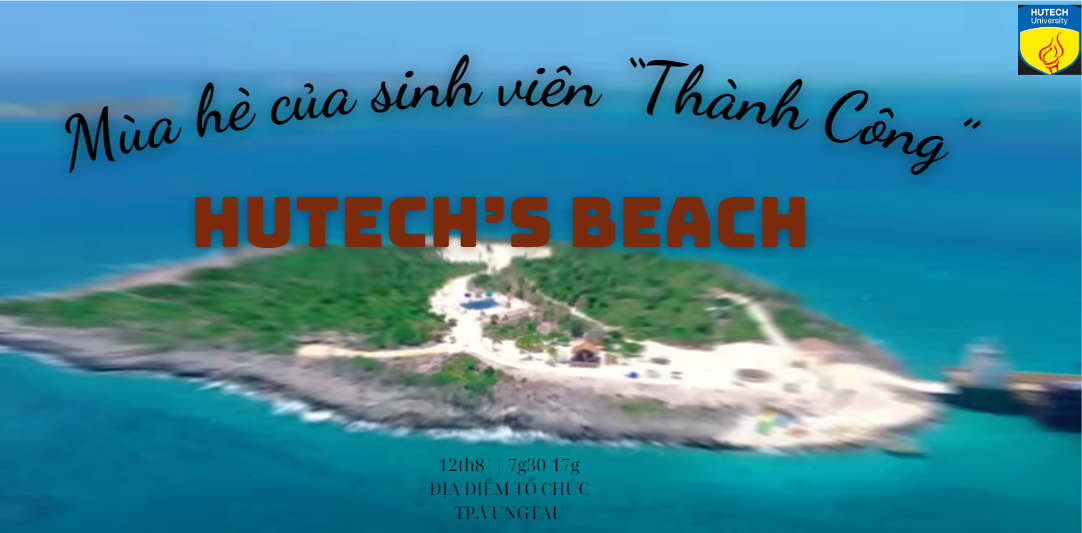 HUTECH
University
Mùa hè của sinh viên “Thành Công”
HUTECH’S BEACH
12th8 || 7g30-17g
ĐỊA ĐIỂM TỔ CHỨC
TP.VUNGTAU